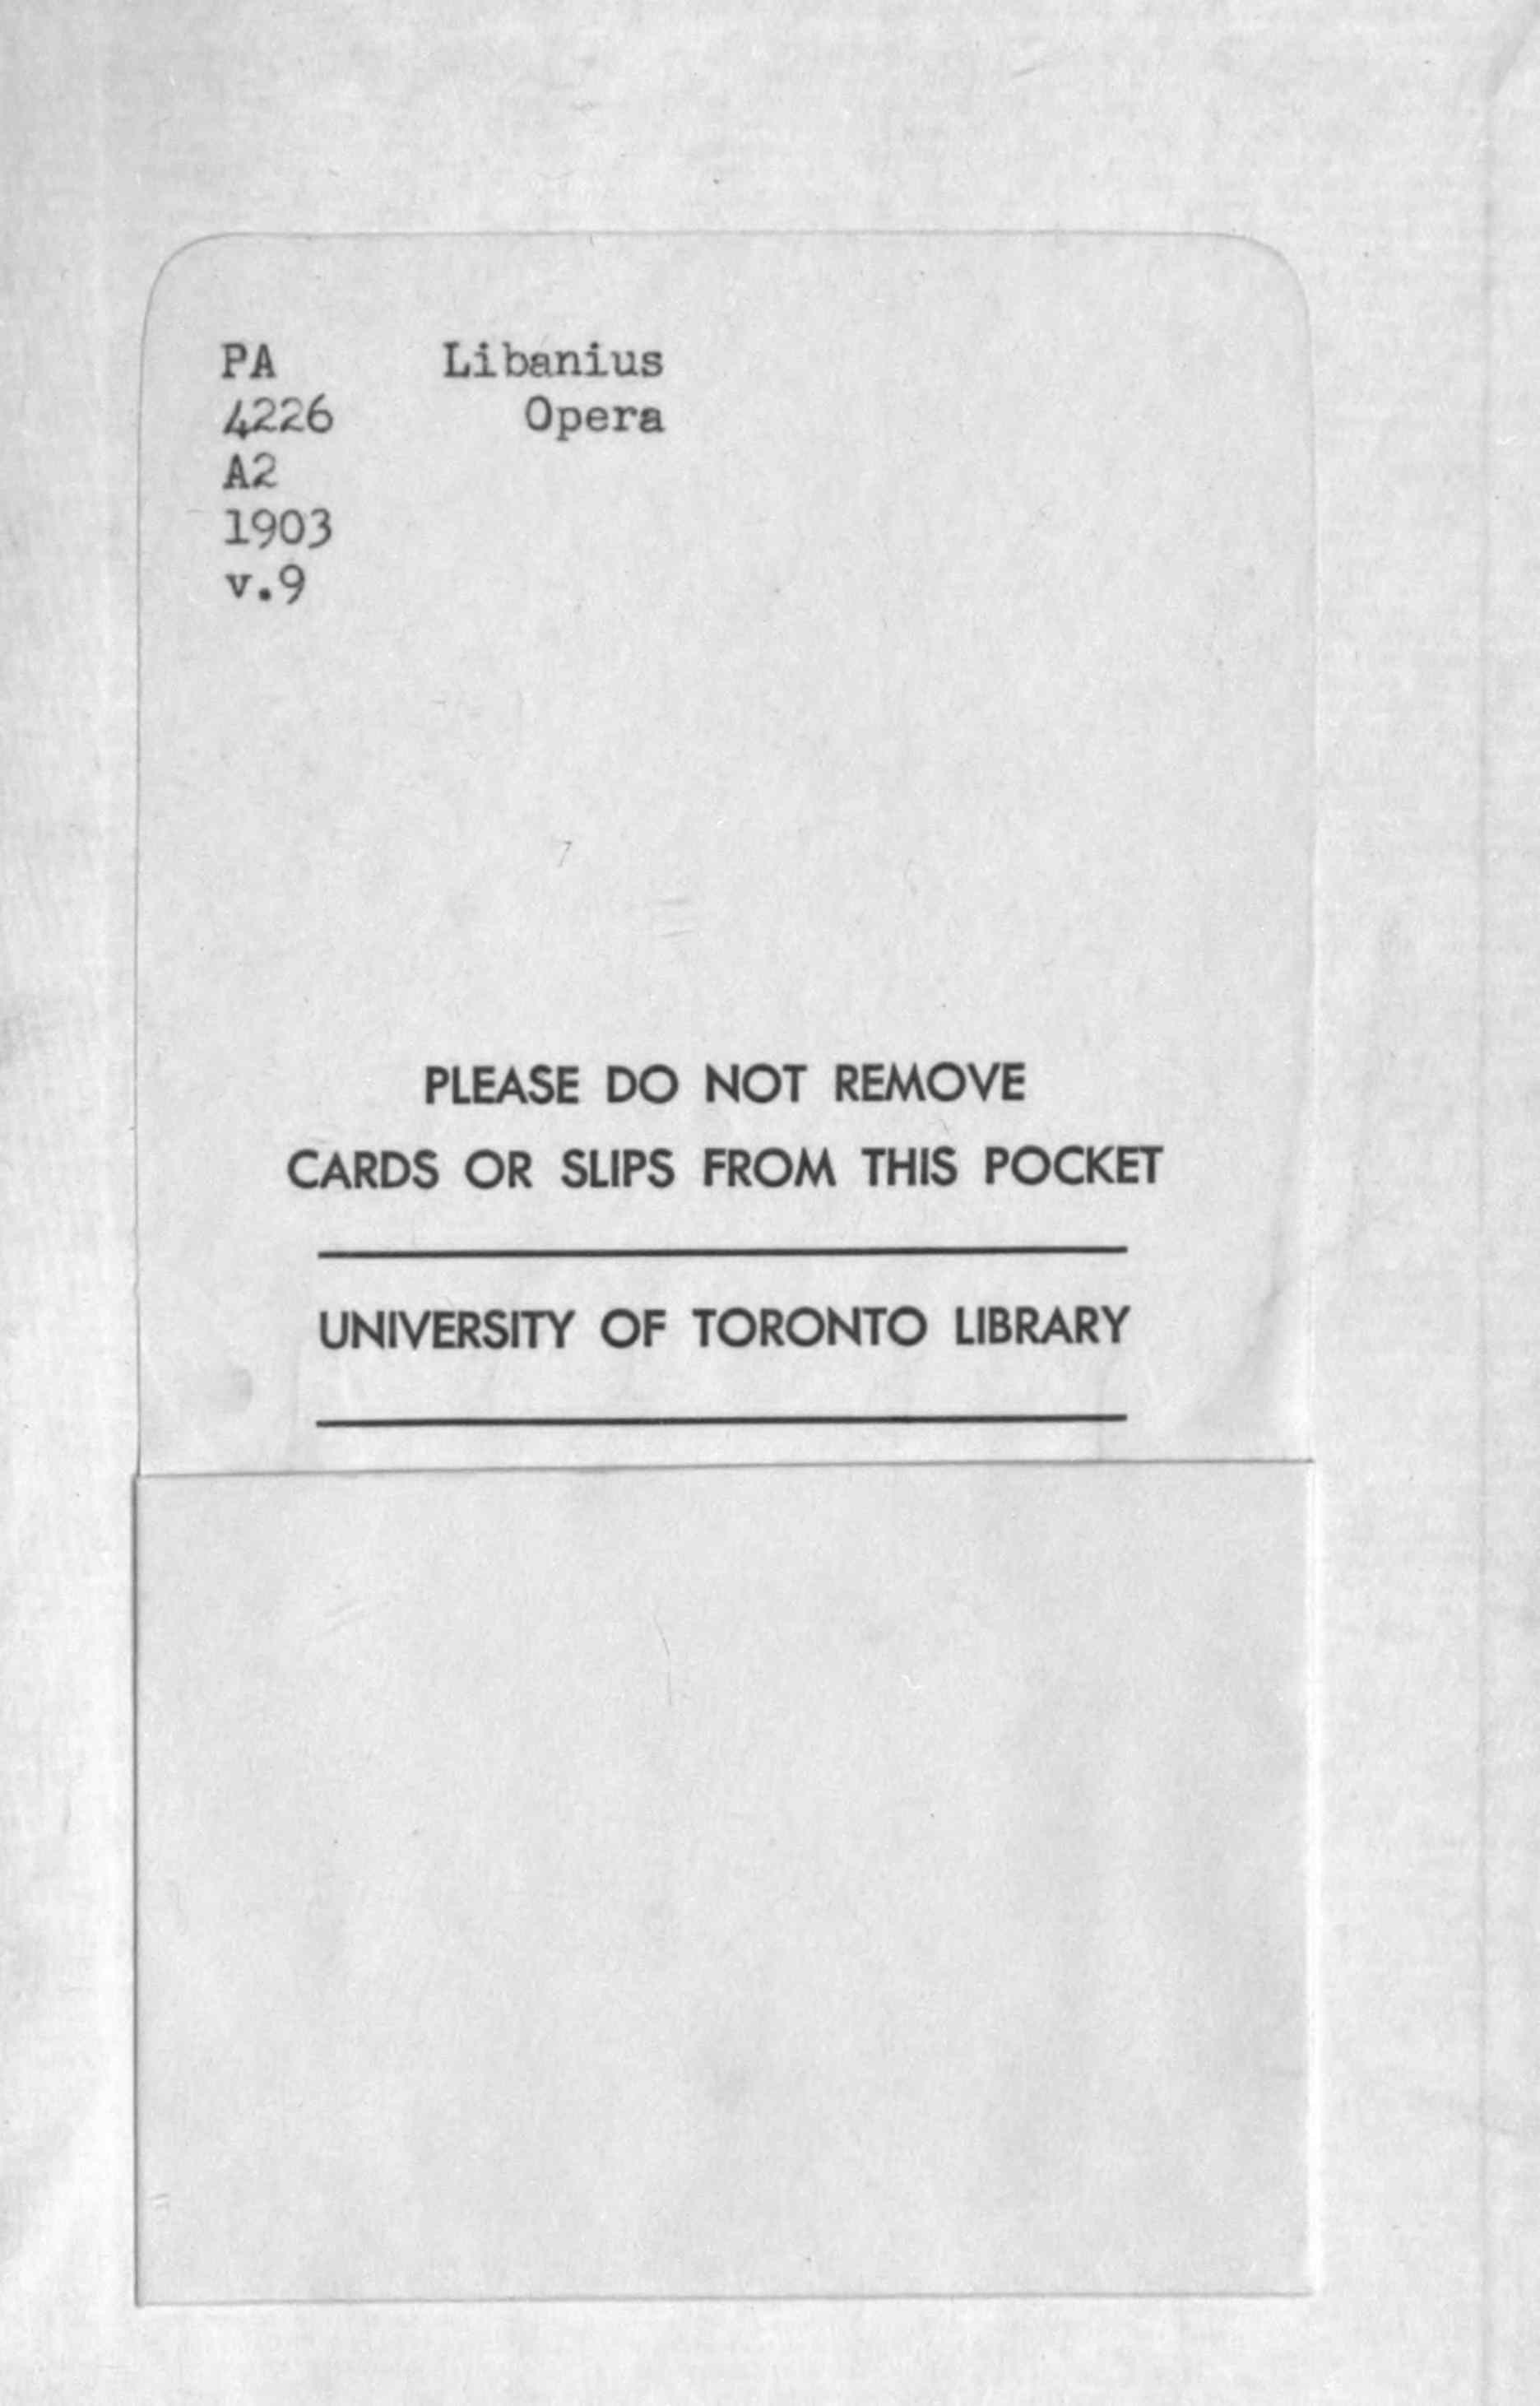 PA Libanius
4226 Opera
A2
1903
v.9
PLEASE DO NOT REMOVE
CARDS OR SLIPS FROM THIS POCKET
UNIVERSITY OF TORONTO LIBRARY